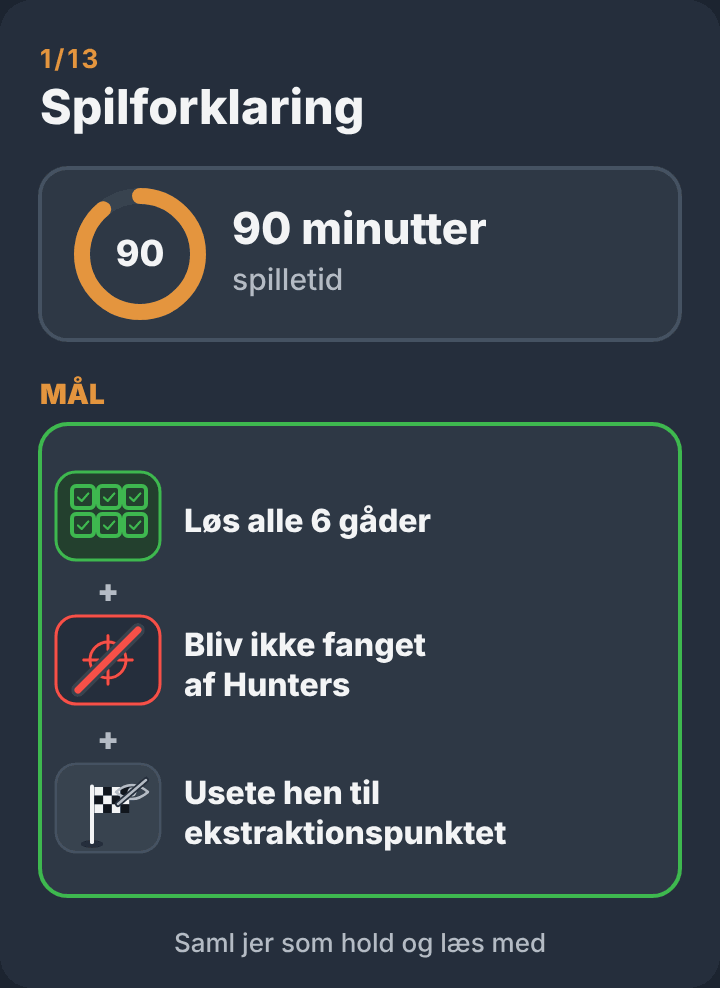 1/13
Spilforklaring
90
90 minutter
spilletid
MÅL
Løs alle 6 gåder
+
Bliv ikke fanget
af Hunters
+
Usete hen til
ekstraktionspunktet
Saml jer som hold og læs med